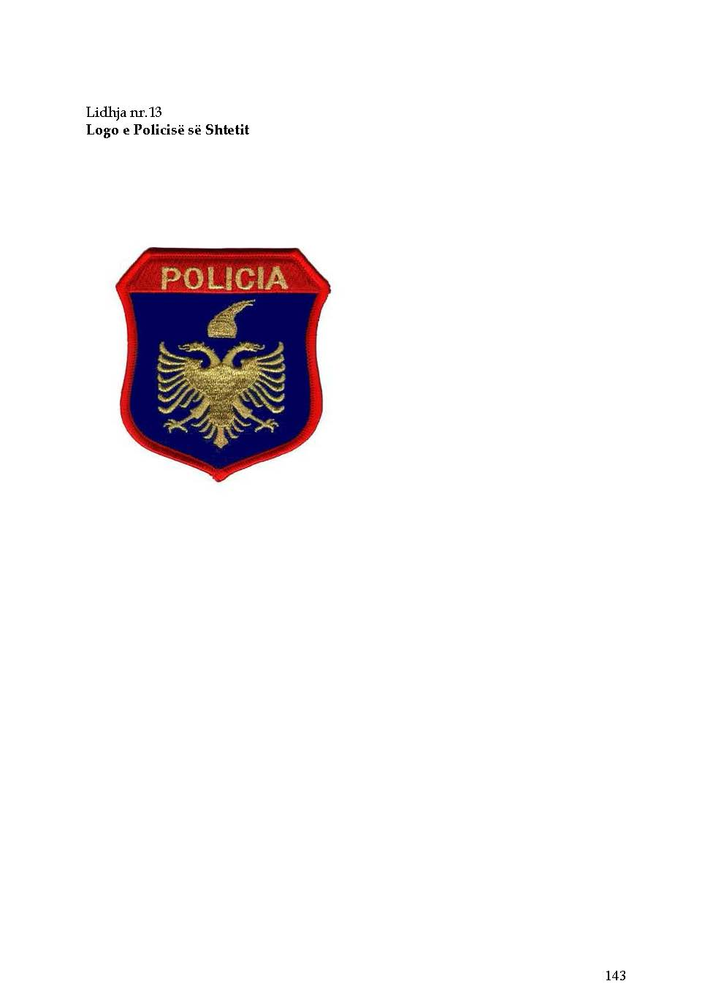 Lidhja nr.13
Logo e Policisë së Shtetit
POLICIA
143